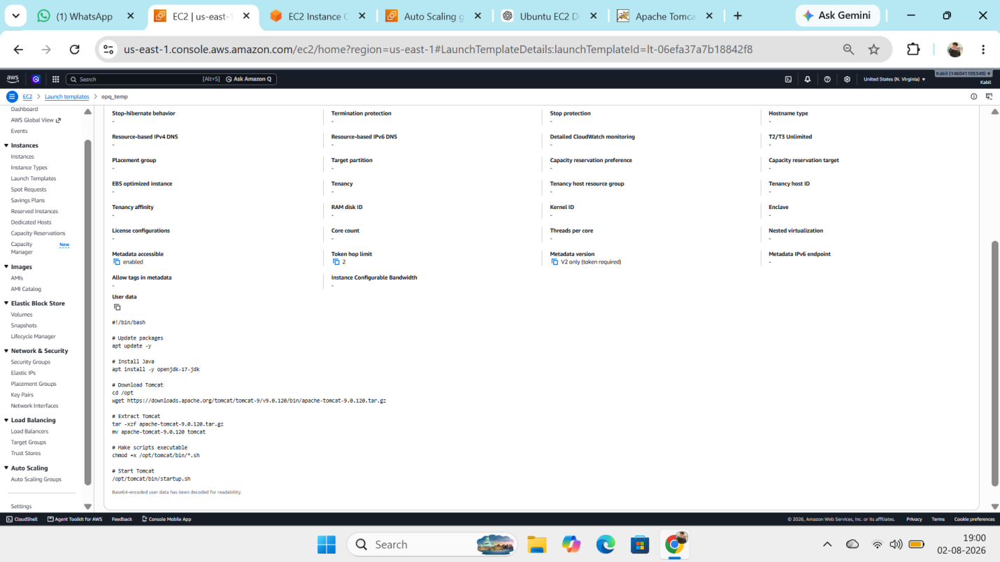 (1) WhatsApp
EC2 | us-east-1
EC2 Instance C
Auto Scaling g
Ubuntu EC2 Di
Apache Tomca
Ask Gemini
us-east-1.console.aws.amazon.com/ec2/home?region=us-east-1#LaunchTemplateDetails:launchTemplateId=lt-06efa37a7b18842f8
aws
Search
[Alt+S]
Ask Amazon Q
United States (N. Virginia)
Kabil (146041105340)
Kabil
EC2
Launch templates
opq_temp
Dashboard
AWS Global View
Events
Instances
Instances
Instance Types
Launch Templates
Spot Requests
Savings Plans
Reserved Instances
Dedicated Hosts
Capacity Reservations
Capacity Manager New
Images
AMIs
AMI Catalog
Elastic Block Store
Volumes
Snapshots
Lifecycle Manager
Network & Security
Security Groups
Elastic IPs
Placement Groups
Key Pairs
Network Interfaces
Load Balancing
Load Balancers
Target Groups
Trust Stores
Auto Scaling
Auto Scaling Groups
Settings
Stop-hibernate behavior
-
Termination protection
-
Stop protection
-
Hostname type
-
Resource-based IPv4 DNS
-
Resource-based IPv6 DNS
-
Detailed CloudWatch monitoring
-
T2/T3 Unlimited
-
Placement group
-
Target partition
-
Capacity reservation preference
-
Capacity reservation target
-
EBS optimized instance
-
Tenancy
-
Tenancy host resource group
-
Tenancy host ID
-
Tenancy affinity
-
RAM disk ID
-
Kernel ID
-
Enclave
-
License configurations
-
Core count
-
Threads per core
-
Nested virtualization
-
Metadata accessible
enabled
Token hop limit
2
Metadata version
V2 only (token required)
Metadata IPv6 endpoint
-
Allow tags in metadata
-
Instance Configurable Bandwidth
-
User data
#!/bin/bash
# Update packages
apt update -y
# Install Java
apt install -y openjdk-17-jdk
# Download Tomcat
cd /opt
wget https://downloads.apache.org/tomcat/tomcat-9/v9.0.120/bin/apache-tomcat-9.0.120.tar.gz
# Extract Tomcat
tar -xzf apache-tomcat-9.0.120.tar.gz
mv apache-tomcat-9.0.120 tomcat
# Make scripts executable
chmod +x /opt/tomcat/bin/*.sh
# Start Tomcat
/opt/tomcat/bin/startup.sh
Base64-encoded user data has been decoded for readability.
CloudShell
Agent Toolkit for AWS
Feedback
Console Mobile App
© 2026, Amazon Web Services, Inc. or its affiliates.
Privacy
Terms
Cookie preferences
Search
19:00
02-08-2026